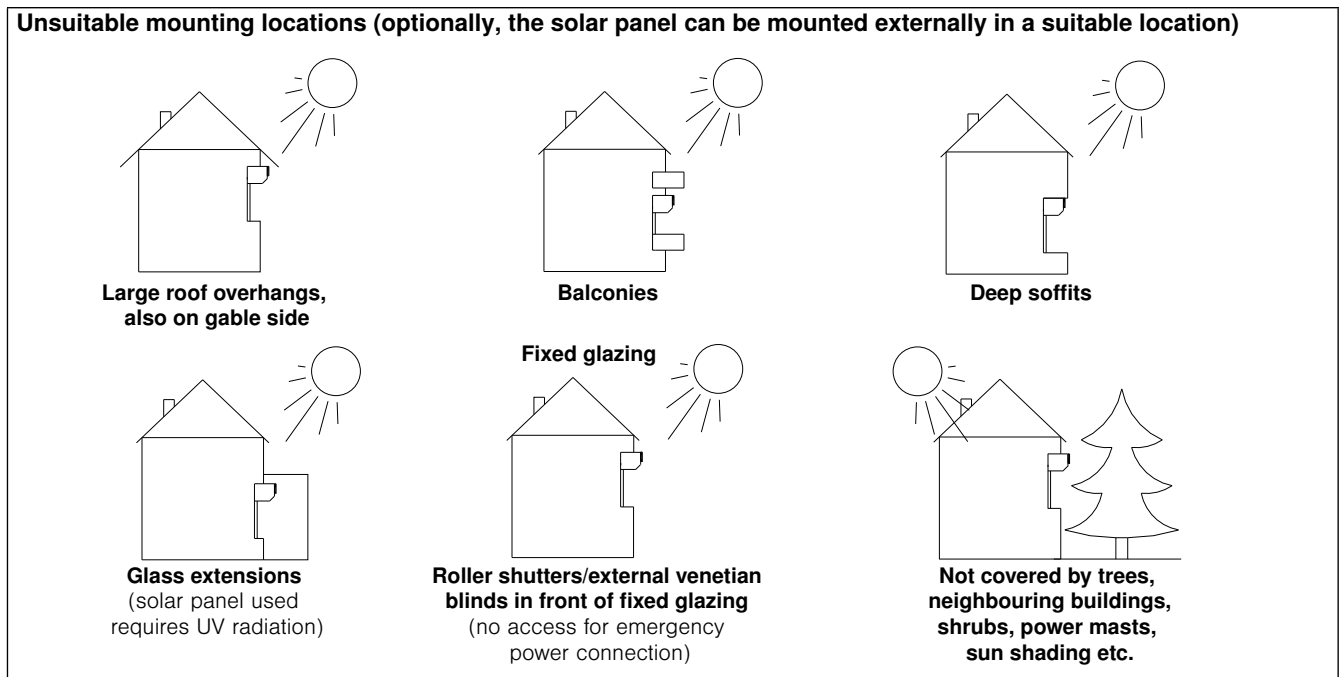 Unsuitable mounting locations (optionally, the solar panel can be mounted externally in a suitable location)
Large roof overhangs,
also on gable side
Balconies
Deep soffits
Fixed glazing
Glass extensions
(solar panel used
requires UV radiation)
Roller shutters/external venetian
blinds in front of fixed glazing
(no access for emergency
power connection)
Not covered by trees,
neighbouring buildings,
shrubs, power masts,
sun shading etc.